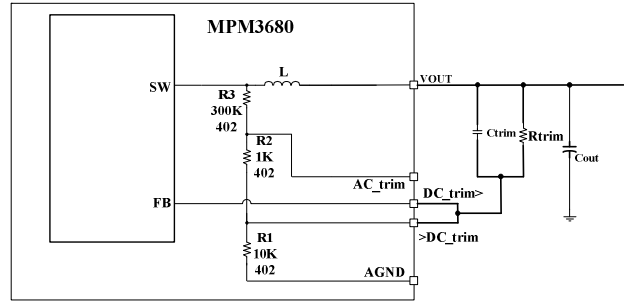 MPM3680
L
VOUT
SW
R3
300K
402
R2
1K
402
Ctrim
Rtrim
Cout
AC_trim
DC_trim>
FB
>DC_trim
R1
10K
402
AGND